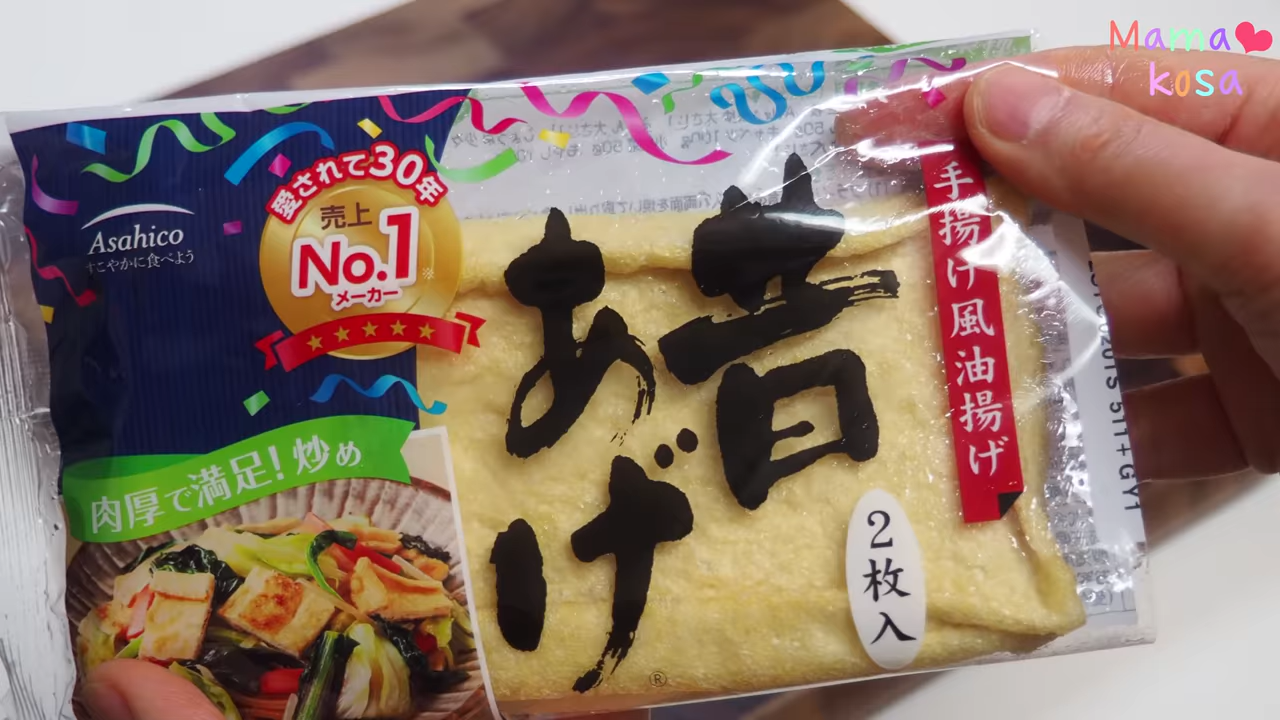 Mama
kosa
愛されて30年
売上
No.1
※
メーカー
Asahico
すこやかに食べよう
昔
あげ
®
手揚げ風油揚げ
2枚入
肉厚で満足!炒め